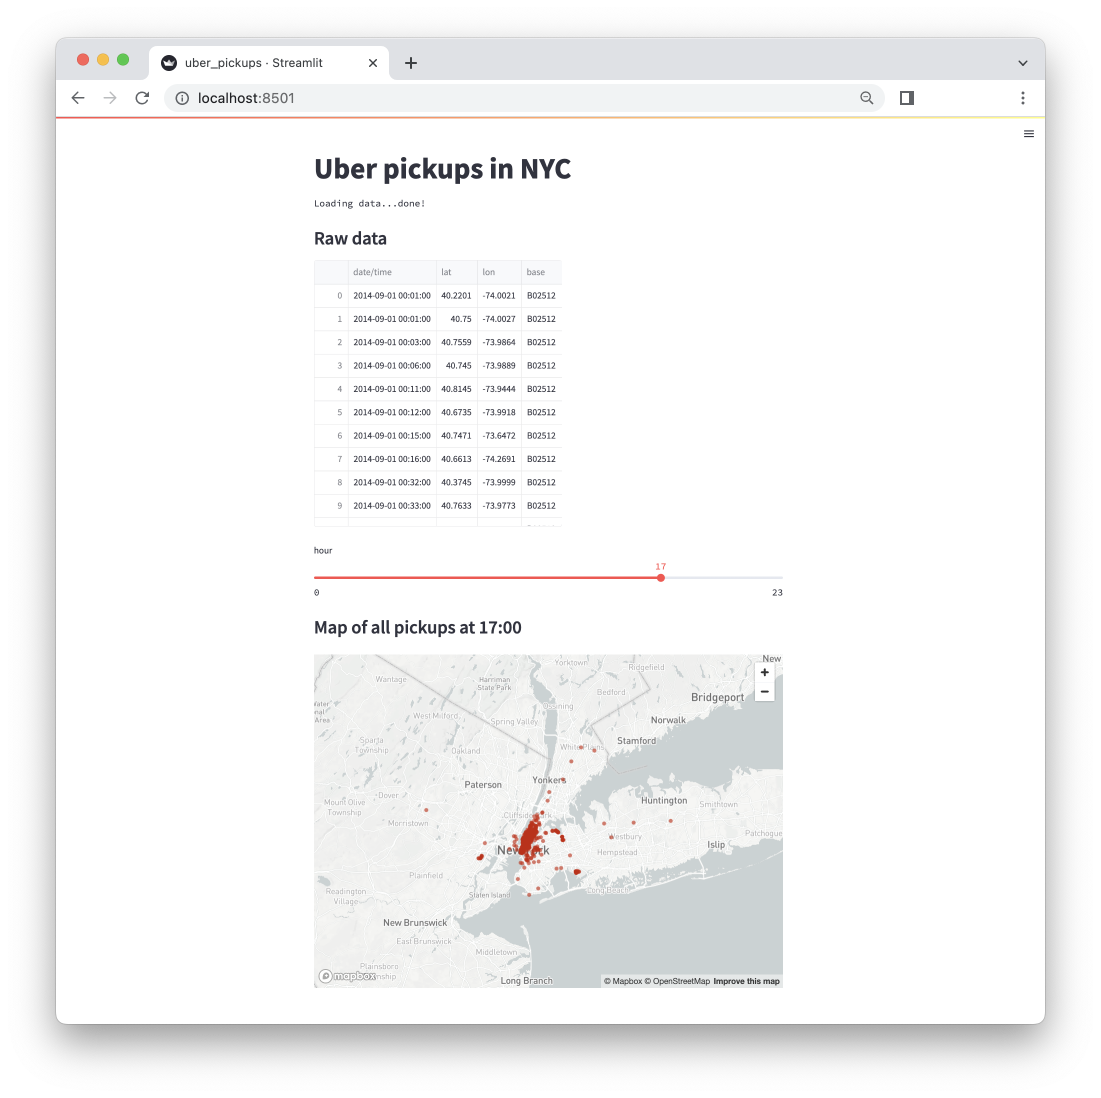 uber_pickups · Streamlit
localhost:8501
Uber pickups in NYC
Loading data...done!
Raw data
date/time lat lon base
0 2014-09-01 00:01:00 40.2201 -74.0021 B02512
1 2014-09-01 00:01:00 40.75 -74.0027 B02512
2 2014-09-01 00:03:00 40.7559 -73.9864 B02512
3 2014-09-01 00:06:00 40.745 -73.9889 B02512
4 2014-09-01 00:11:00 40.8145 -73.9444 B02512
5 2014-09-01 00:12:00 40.6735 -73.9918 B02512
6 2014-09-01 00:15:00 40.7471 -73.6472 B02512
7 2014-09-01 00:16:00 40.6613 -74.2691 B02512
8 2014-09-01 00:32:00 40.3745 -73.9999 B02512
9 2014-09-01 00:33:00 40.7633 -73.9773 B02512
hour
17
0 23
Map of all pickups at 17:00
New
Yorktown
Ridgefield
Wantage
Harriman
State Park
Bedford
Bridgeport
Ossining
nal
Area
West Milford
Spring Valley
Norwalk
Stamford
Sparta
Township
Oakland
White Plains
Paterson
Yonkers
Dover
Mount Olive
Township
Huntington
Smithtown
Morristown
Cliffside Park
Westbury
Patchogue
New York
Hempstead
Islip
Plainfield
Readington
Village
Staten Island
Long Beach
New Brunswick
East Brunswick
Middletown
Plainsboro
Township
mapbox
Long Branch
© Mapbox © OpenStreetMap Improve this map